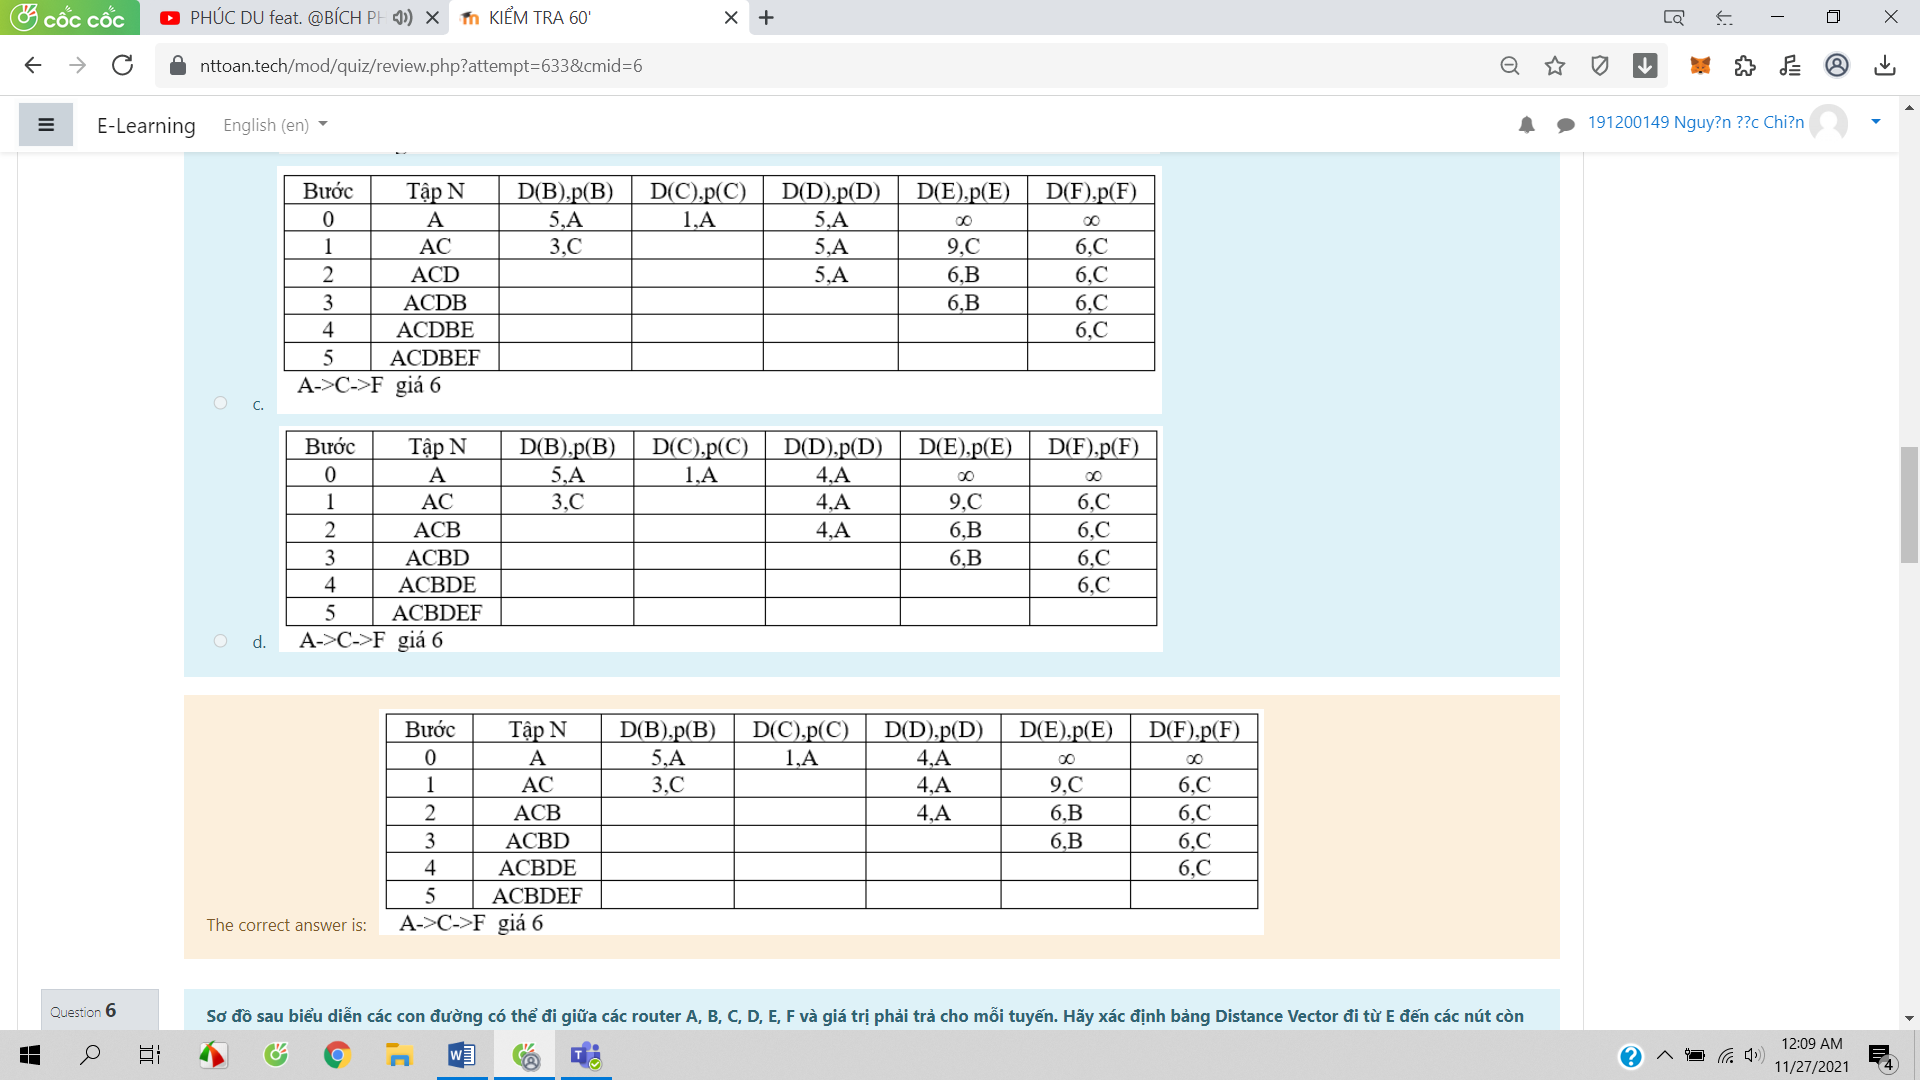 cốc cốc
PHÚC DU feat. @BÍCH PH
KIỂM TRA 60'
nttoan.tech/mod/quiz/review.php?attempt=633&cmid=6
E-Learning
English (en)
191200149 Nguy?n ??c Chi?n
Bước Tập N D(B),p(B) D(C),p(C) D(D),p(D) D(E),p(E) D(F),p(F)
0 A 5,A 1,A 5,A ∞ ∞
1 AC 3,C 5,A 9,C 6,C
2 ACD 5,A 6,B 6,C
3 ACDB 6,B 6,C
4 ACDBE 6,C
5 ACDBEF
A->C->F giá 6
c.
Bước Tập N D(B),p(B) D(C),p(C) D(D),p(D) D(E),p(E) D(F),p(F)
0 A 5,A 1,A 4,A ∞ ∞
1 AC 3,C 4,A 9,C 6,C
2 ACB 4,A 6,B 6,C
3 ACBD 6,B 6,C
4 ACBDE 6,C
5 ACBDEF
A->C->F giá 6
d.
Bước Tập N D(B),p(B) D(C),p(C) D(D),p(D) D(E),p(E) D(F),p(F)
0 A 5,A 1,A 4,A ∞ ∞
1 AC 3,C 4,A 9,C 6,C
2 ACB 4,A 6,B 6,C
3 ACBD 6,B 6,C
4 ACBDE 6,C
5 ACBDEF
The correct answer is: A->C->F giá 6
Question 6
Sơ đồ sau biểu diễn các con đường có thể đi giữa các router A, B, C, D, E, F và giá trị phải trả cho mỗi tuyến. Hãy xác định bảng Distance Vector đi từ E đến các nút còn
12:09 AM
11/27/2021
4